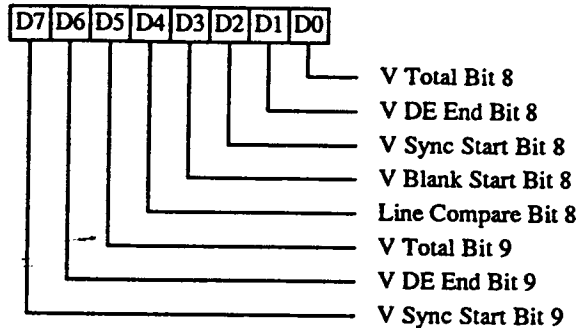 D7 D6 D5 D4 D3 D2 D1 D0
V Total Bit 8
V DE End Bit 8
V Sync Start Bit 8
V Blank Start Bit 8
Line Compare Bit 8
V Total Bit 9
V DE End Bit 9
V Sync Start Bit 9